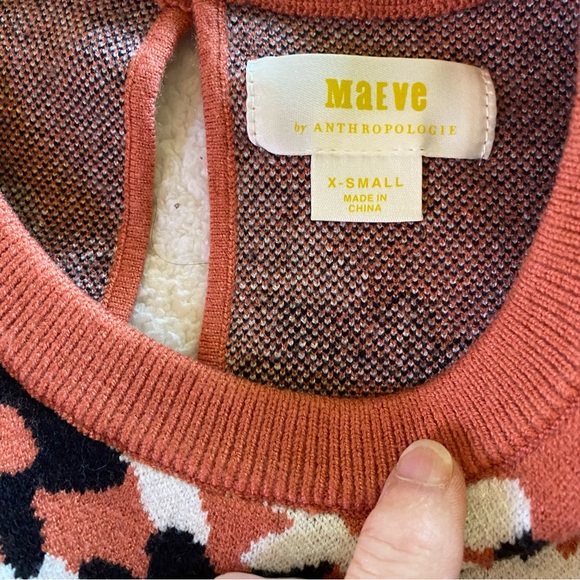 MaEve
by ANTHROPOLOGIE
X-SMALL
MADE IN
CHINA